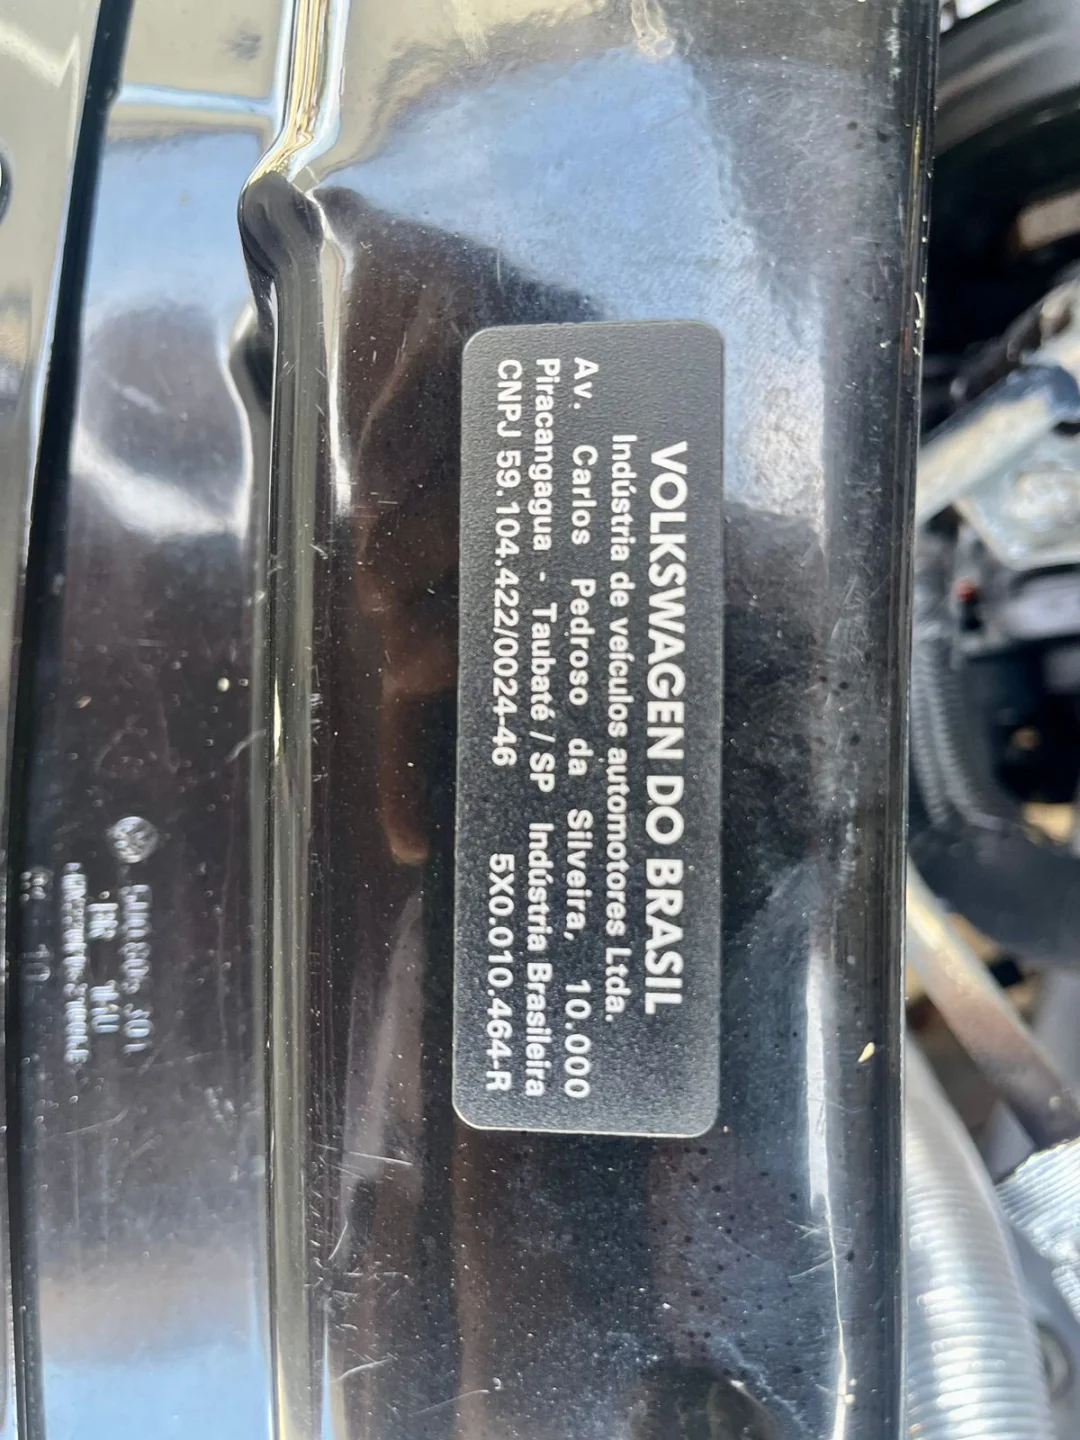 VOLKSWAGEN DO BRASIL
Indústria de veículos automotores Ltda.
Av. Carlos Pedroso da Silveira, 10.000
Piracangagua - Taubaté / SP Indústria Brasileira
CNPJ 59.104.422/0024-46 5X0.010.464-R